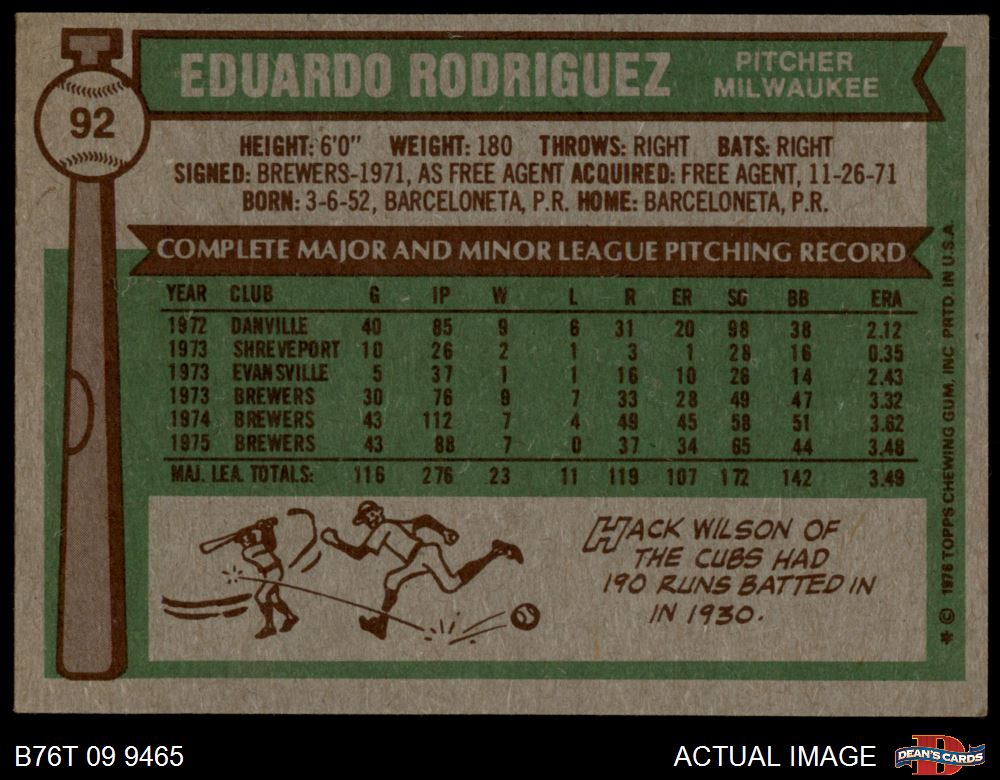 92
EDUARDO RODRIGUEZ
PITCHER
MILWAUKEE
HEIGHT: 6'0" WEIGHT: 180 THROWS: RIGHT BATS: RIGHT
SIGNED: BREWERS-1971, AS FREE AGENT ACQUIRED: FREE AGENT, 11-26-71
BORN: 3-6-52, BARCELONETA, P.R. HOME: BARCELONETA, P.R.
COMPLETE MAJOR AND MINOR LEAGUE PITCHING RECORD
YEAR CLUB G IP W L R ER SO BB ERA
1972 DANVILLE 40 85 9 6 31 20 98 38 2.12
1973 SHREVEPORT 10 26 2 1 3 1 28 16 0.35
1973 EVANSVILLE 5 37 1 1 16 10 26 14 2.43
1973 BREWERS 30 76 9 7 33 28 49 47 3.32
1974 BREWERS 43 112 7 4 49 45 58 51 3.62
1975 BREWERS 43 88 7 0 37 34 65 44 3.48
MAJ. LEA. TOTALS: 116 276 23 11 119 107 172 142 3.49
HACK WILSON OF
THE CUBS HAD
190 RUNS BATTED IN
IN 1930.
* © 1976 TOPPS CHEWING GUM, INC. PRTD. IN U.S.A.
B76T 09 9465
ACTUAL IMAGE
D
DEAN'S CARDS